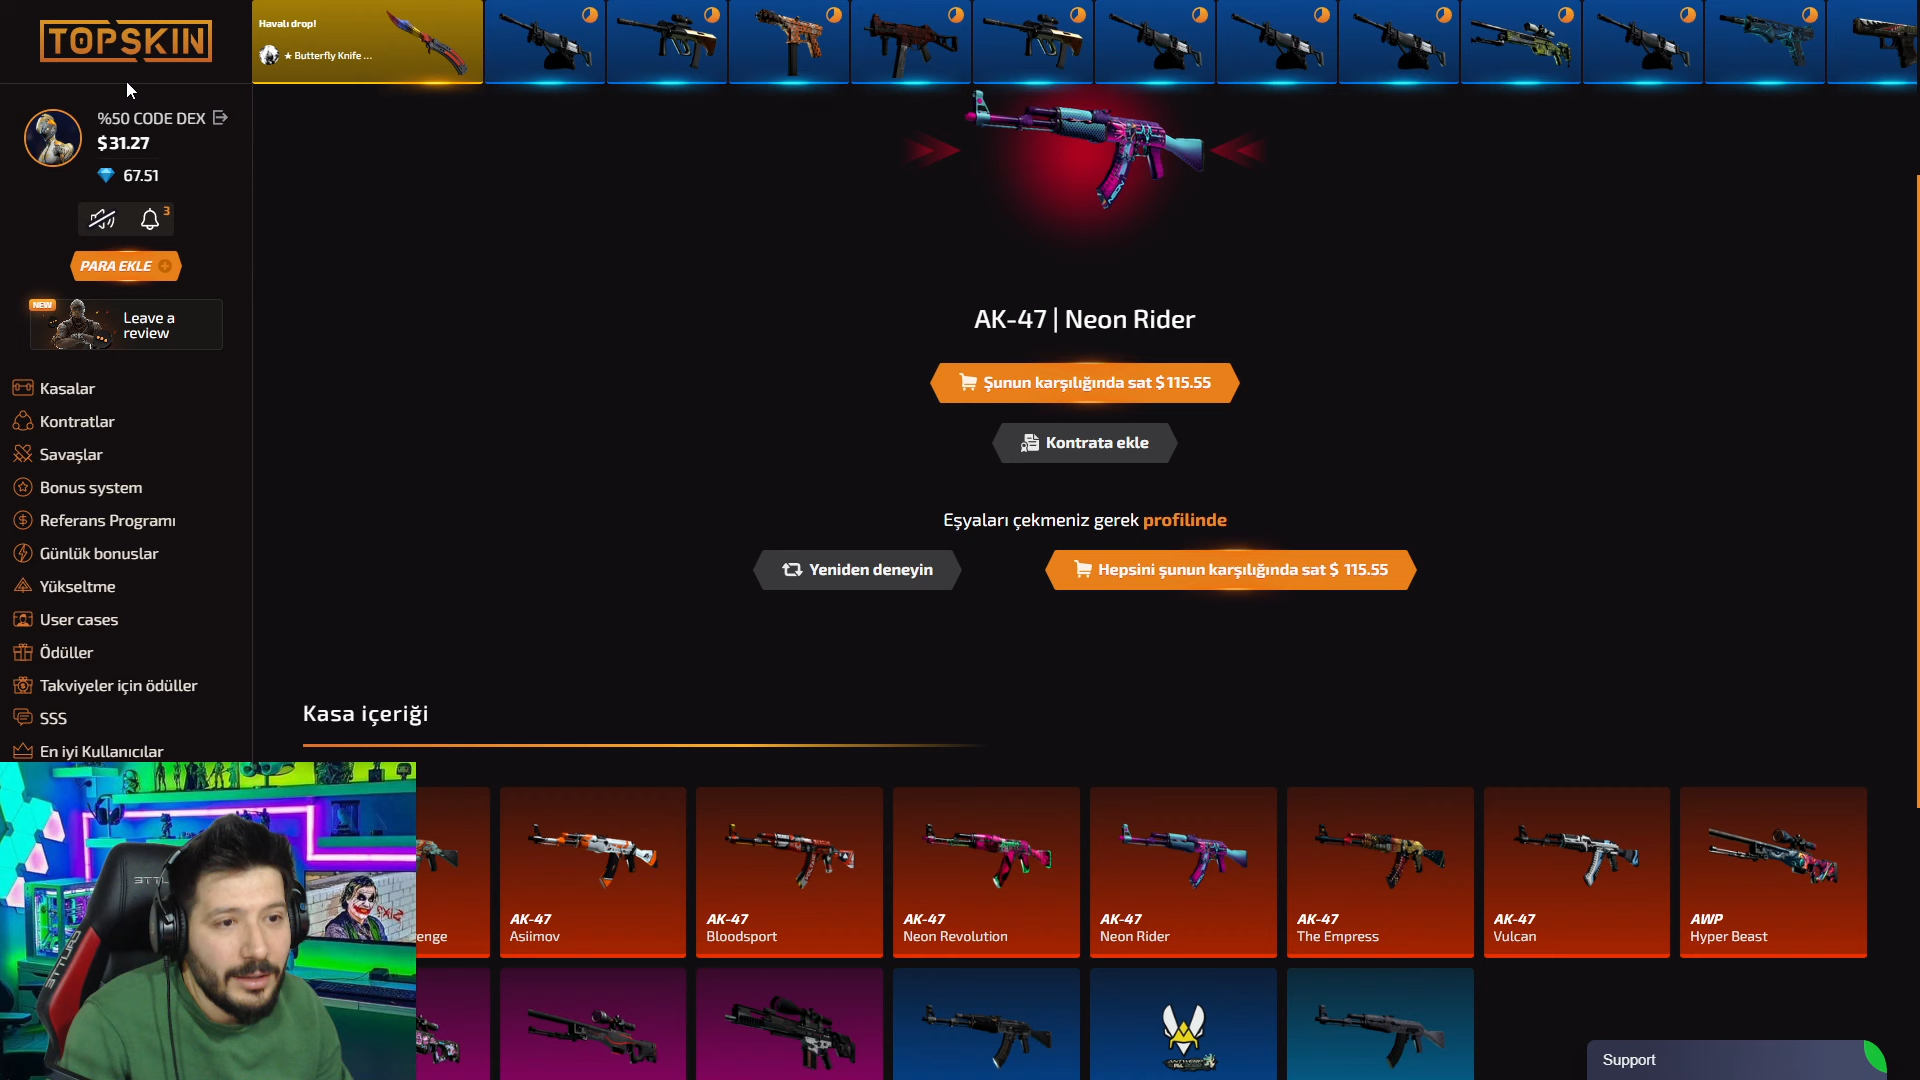 TOPSKIN
Havalı drop!
★ Butterfly Knife ...
%50 CODE DEX
$31.27
67.51
3
PARA EKLE
NEW
Leave a
review
Kasalar
Kontratlar
Savaşlar
Bonus system
Referans Programı
Günlük bonuslar
Yükseltme
User cases
Ödüller
Takviyeler için ödüller
SSS
En iyi Kullanıcılar
AK-47 | Neon Rider
Şunun karşılığında sat $115.55
Kontrata ekle
Eşyaları çekmeniz gerek profilinde
Yeniden deneyin
Hepsini şunun karşılığında sat $ 115.55
Kasa içeriği
enge
AK-47
Asiimov
AK-47
Bloodsport
AK-47
Neon Revolution
AK-47
Neon Rider
AK-47
The Empress
AK-47
Vulcan
AWP
Hyper Beast
Support